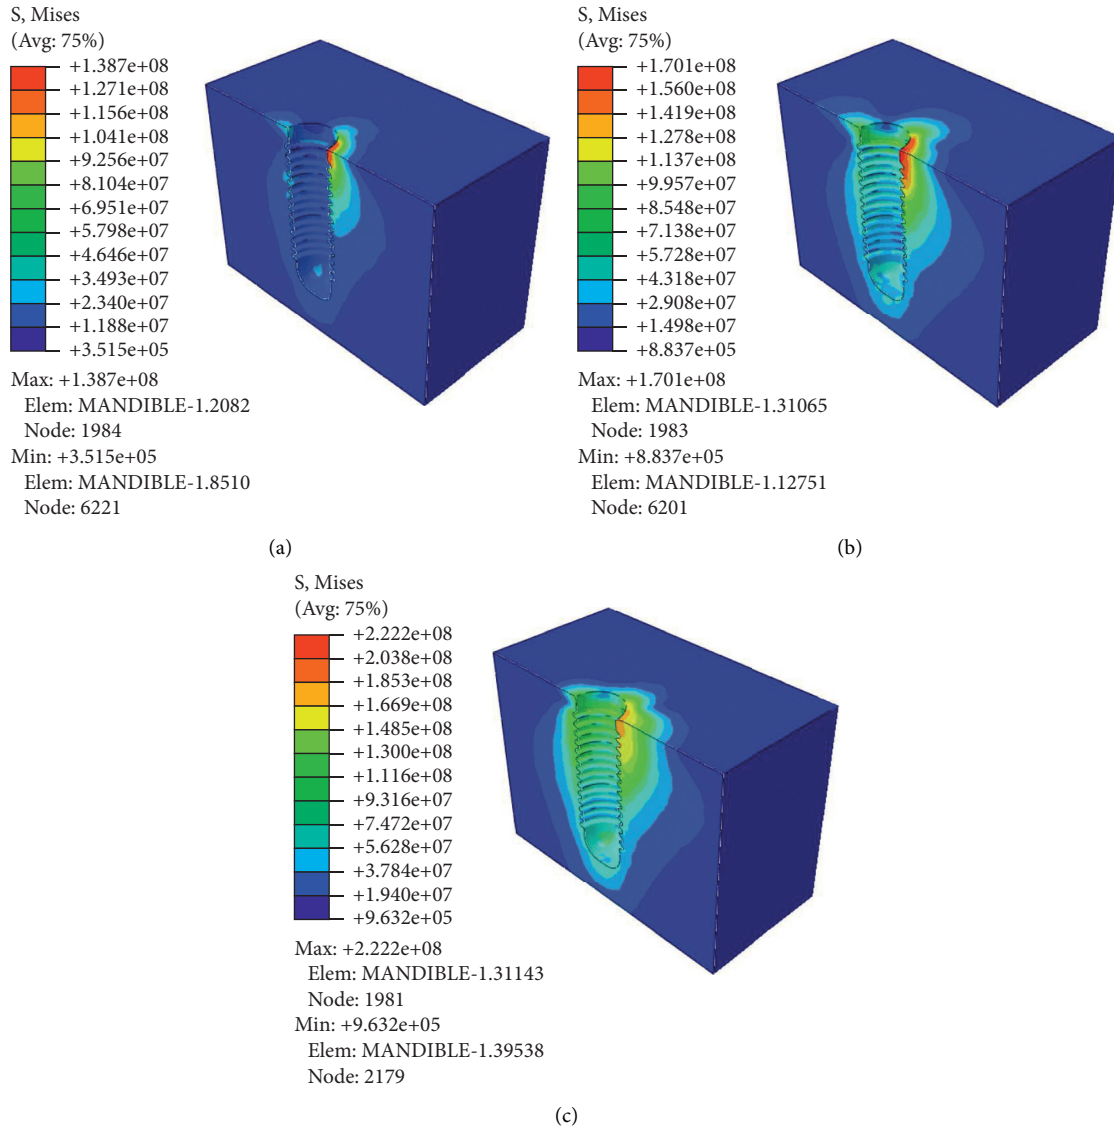 S, Mises
(Avg: 75%)
+1.387e+08
+1.271e+08
+1.156e+08
+1.041e+08
+9.256e+07
+8.104e+07
+6.951e+07
+5.798e+07
+4.646e+07
+3.493e+07
+2.340e+07
+1.188e+07
+3.515e+05
Max: +1.387e+08
Elem: MANDIBLE-1.2082
Node: 1984
Min: +3.515e+05
Elem: MANDIBLE-1.8510
Node: 6221
(a)
S, Mises
(Avg: 75%)
+1.701e+08
+1.560e+08
+1.419e+08
+1.278e+08
+1.137e+08
+9.957e+07
+8.548e+07
+7.138e+07
+5.728e+07
+4.318e+07
+2.908e+07
+1.498e+07
+8.837e+05
Max: +1.701e+08
Elem: MANDIBLE-1.31065
Node: 1983
Min: +8.837e+05
Elem: MANDIBLE-1.12751
Node: 6201
(b)
S, Mises
(Avg: 75%)
+2.222e+08
+2.038e+08
+1.853e+08
+1.669e+08
+1.485e+08
+1.300e+08
+1.116e+08
+9.316e+07
+7.472e+07
+5.628e+07
+3.784e+07
+1.940e+07
+9.632e+05
Max: +2.222e+08
Elem: MANDIBLE-1.31143
Node: 1981
Min: +9.632e+05
Elem: MANDIBLE-1.39538
Node: 2179
(c)